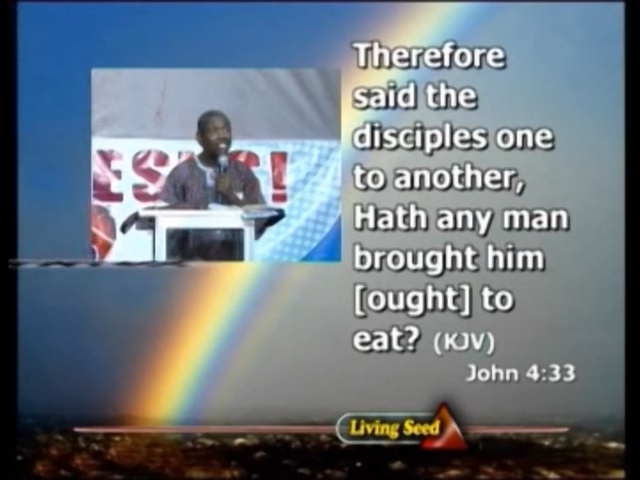 ESUS!
Therefore
said the
disciples one
to another,
Hath any man
brought him
[ought] to
eat? (KJV)
John 4:33
Living Seed